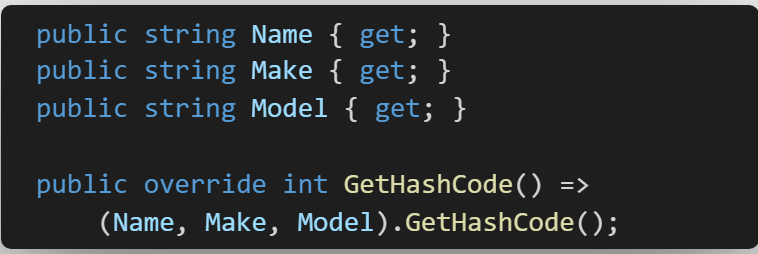 public string Name { get; }
public string Make { get; }
public string Model { get; }
public override int GetHashCode() =>
(Name, Make, Model).GetHashCode();